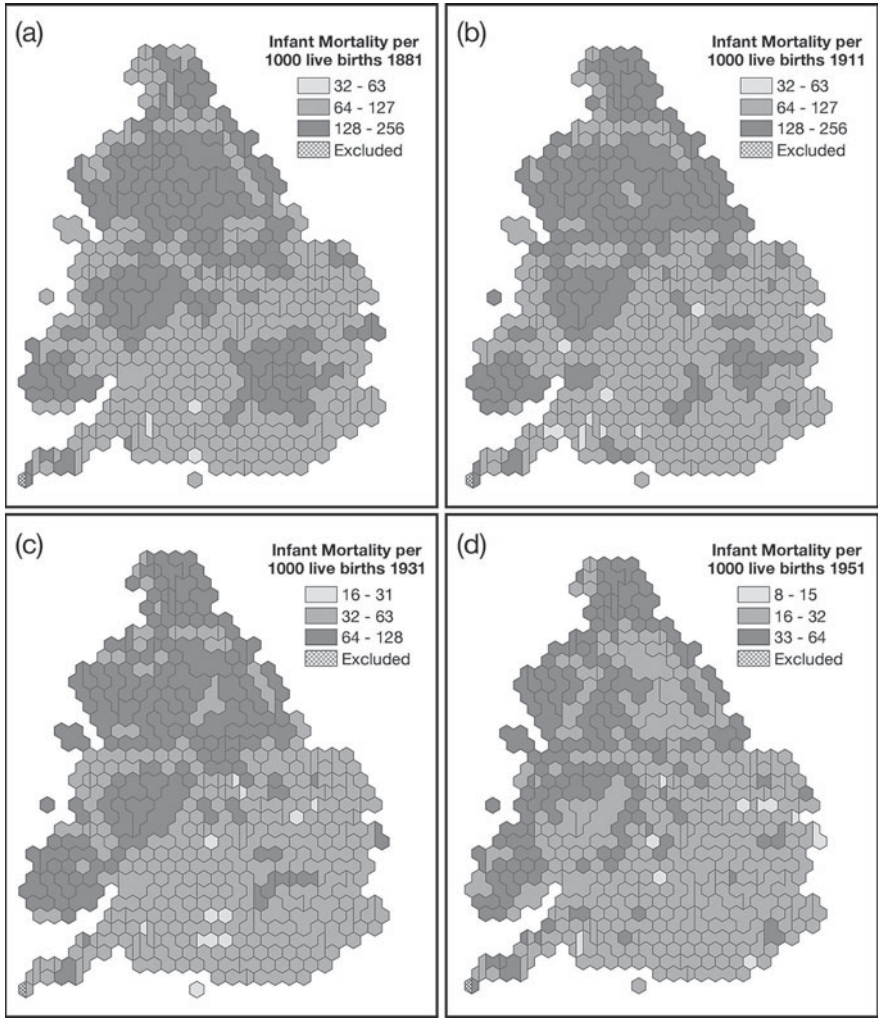 (a)
Infant Mortality per
1000 live births 1881
32 - 63
64 - 127
128 - 256
Excluded
(b)
Infant Mortality per
1000 live births 1911
32 - 63
64 - 127
128 - 256
Excluded
(c)
Infant Mortality per
1000 live births 1931
16 - 31
32 - 63
64 - 128
Excluded
(d)
Infant Mortality per
1000 live births 1951
8 - 15
16 - 32
33 - 64
Excluded